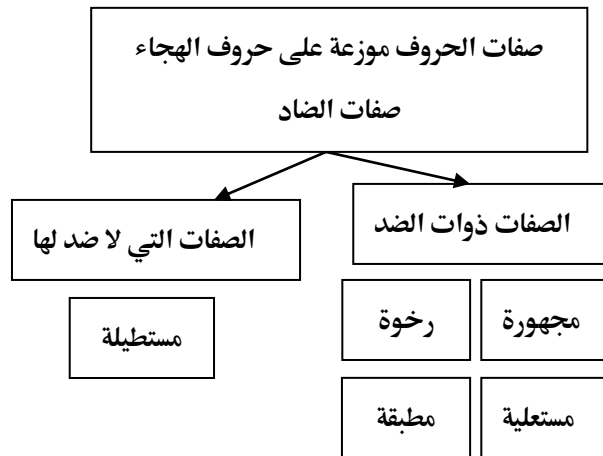 صفات الحروف موزعة على حروف الهجاء
صفات الضاد
الصفات ذوات الضد
الصفات التي لا ضد لها
مجهورة
رخوة
مستطيلة
مستعلية
مطبقة